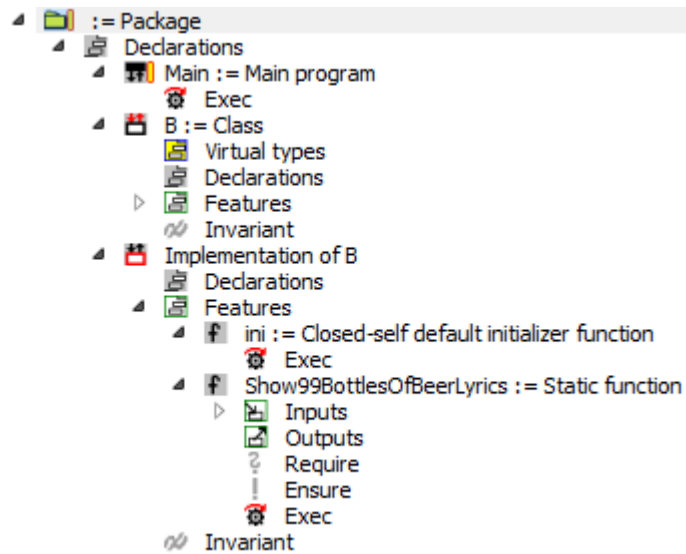 := Package
Declarations
Main := Main program
Exec
B := Class
Virtual types
Declarations
Features
Invariant
Implementation of B
Declarations
Features
ini := Closed-self default initializer function
Exec
Show99BottlesOfBeerLyrics := Static function
Inputs
Outputs
Require
Ensure
Exec
Invariant